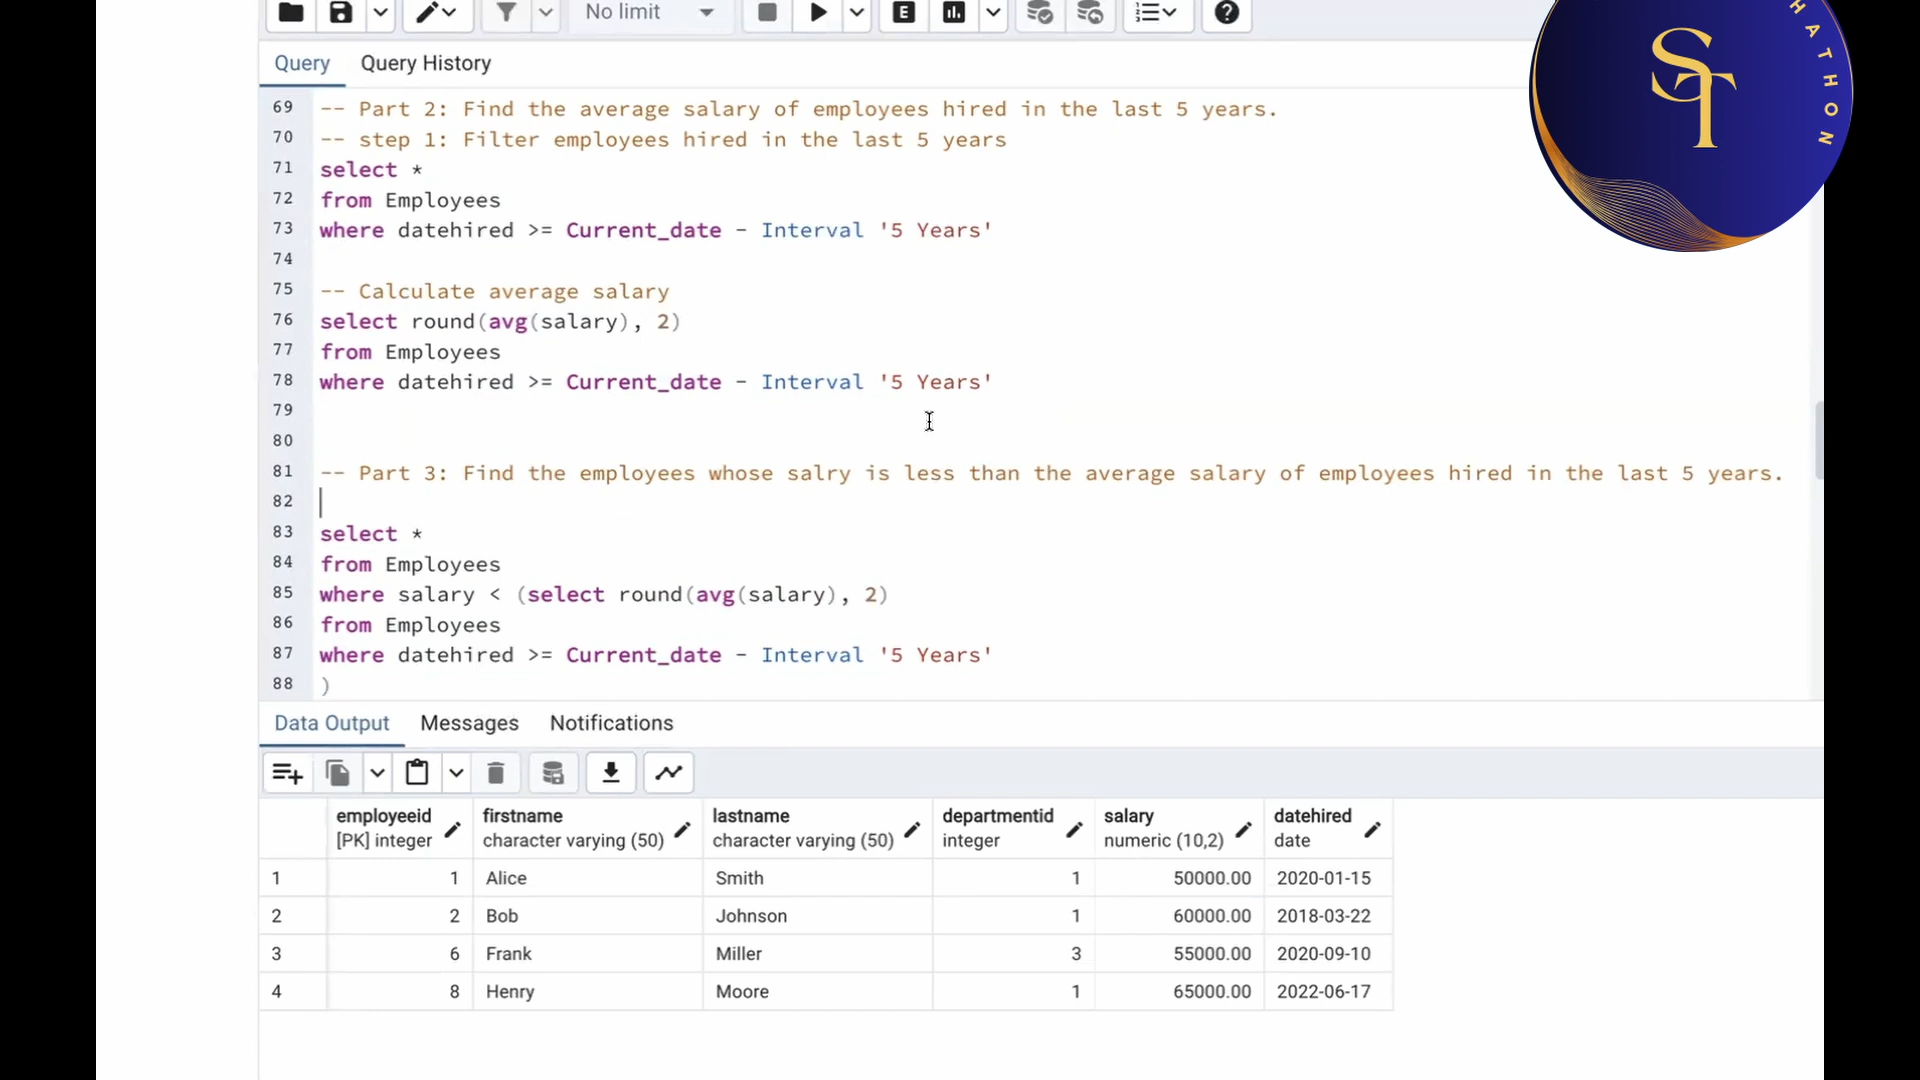 No limit
E
Query Query History
69 -- Part 2: Find the average salary of employees hired in the last 5 years.
70 -- step 1: Filter employees hired in the last 5 years
71 select *
72 from Employees
73 where datehired >= Current_date - Interval '5 Years'
74
75 -- Calculate average salary
76 select round(avg(salary), 2)
77 from Employees
78 where datehired >= Current_date - Interval '5 Years'
79
80
81 -- Part 3: Find the employees whose salry is less than the average salary of employees hired in the last 5 years.
82
83 select *
84 from Employees
85 where salary < (select round(avg(salary), 2)
86 from Employees
87 where datehired >= Current_date - Interval '5 Years'
88 )
Data Output Messages Notifications
employeeid firstname lastname departmentid salary datehired
[PK] integer character varying (50) character varying (50) integer numeric (10,2) date
1 1 Alice Smith 1 50000.00 2020-01-15
2 2 Bob Johnson 1 60000.00 2018-03-22
3 6 Frank Miller 3 55000.00 2020-09-10
4 8 Henry Moore 1 65000.00 2022-06-17
ST
HATHON